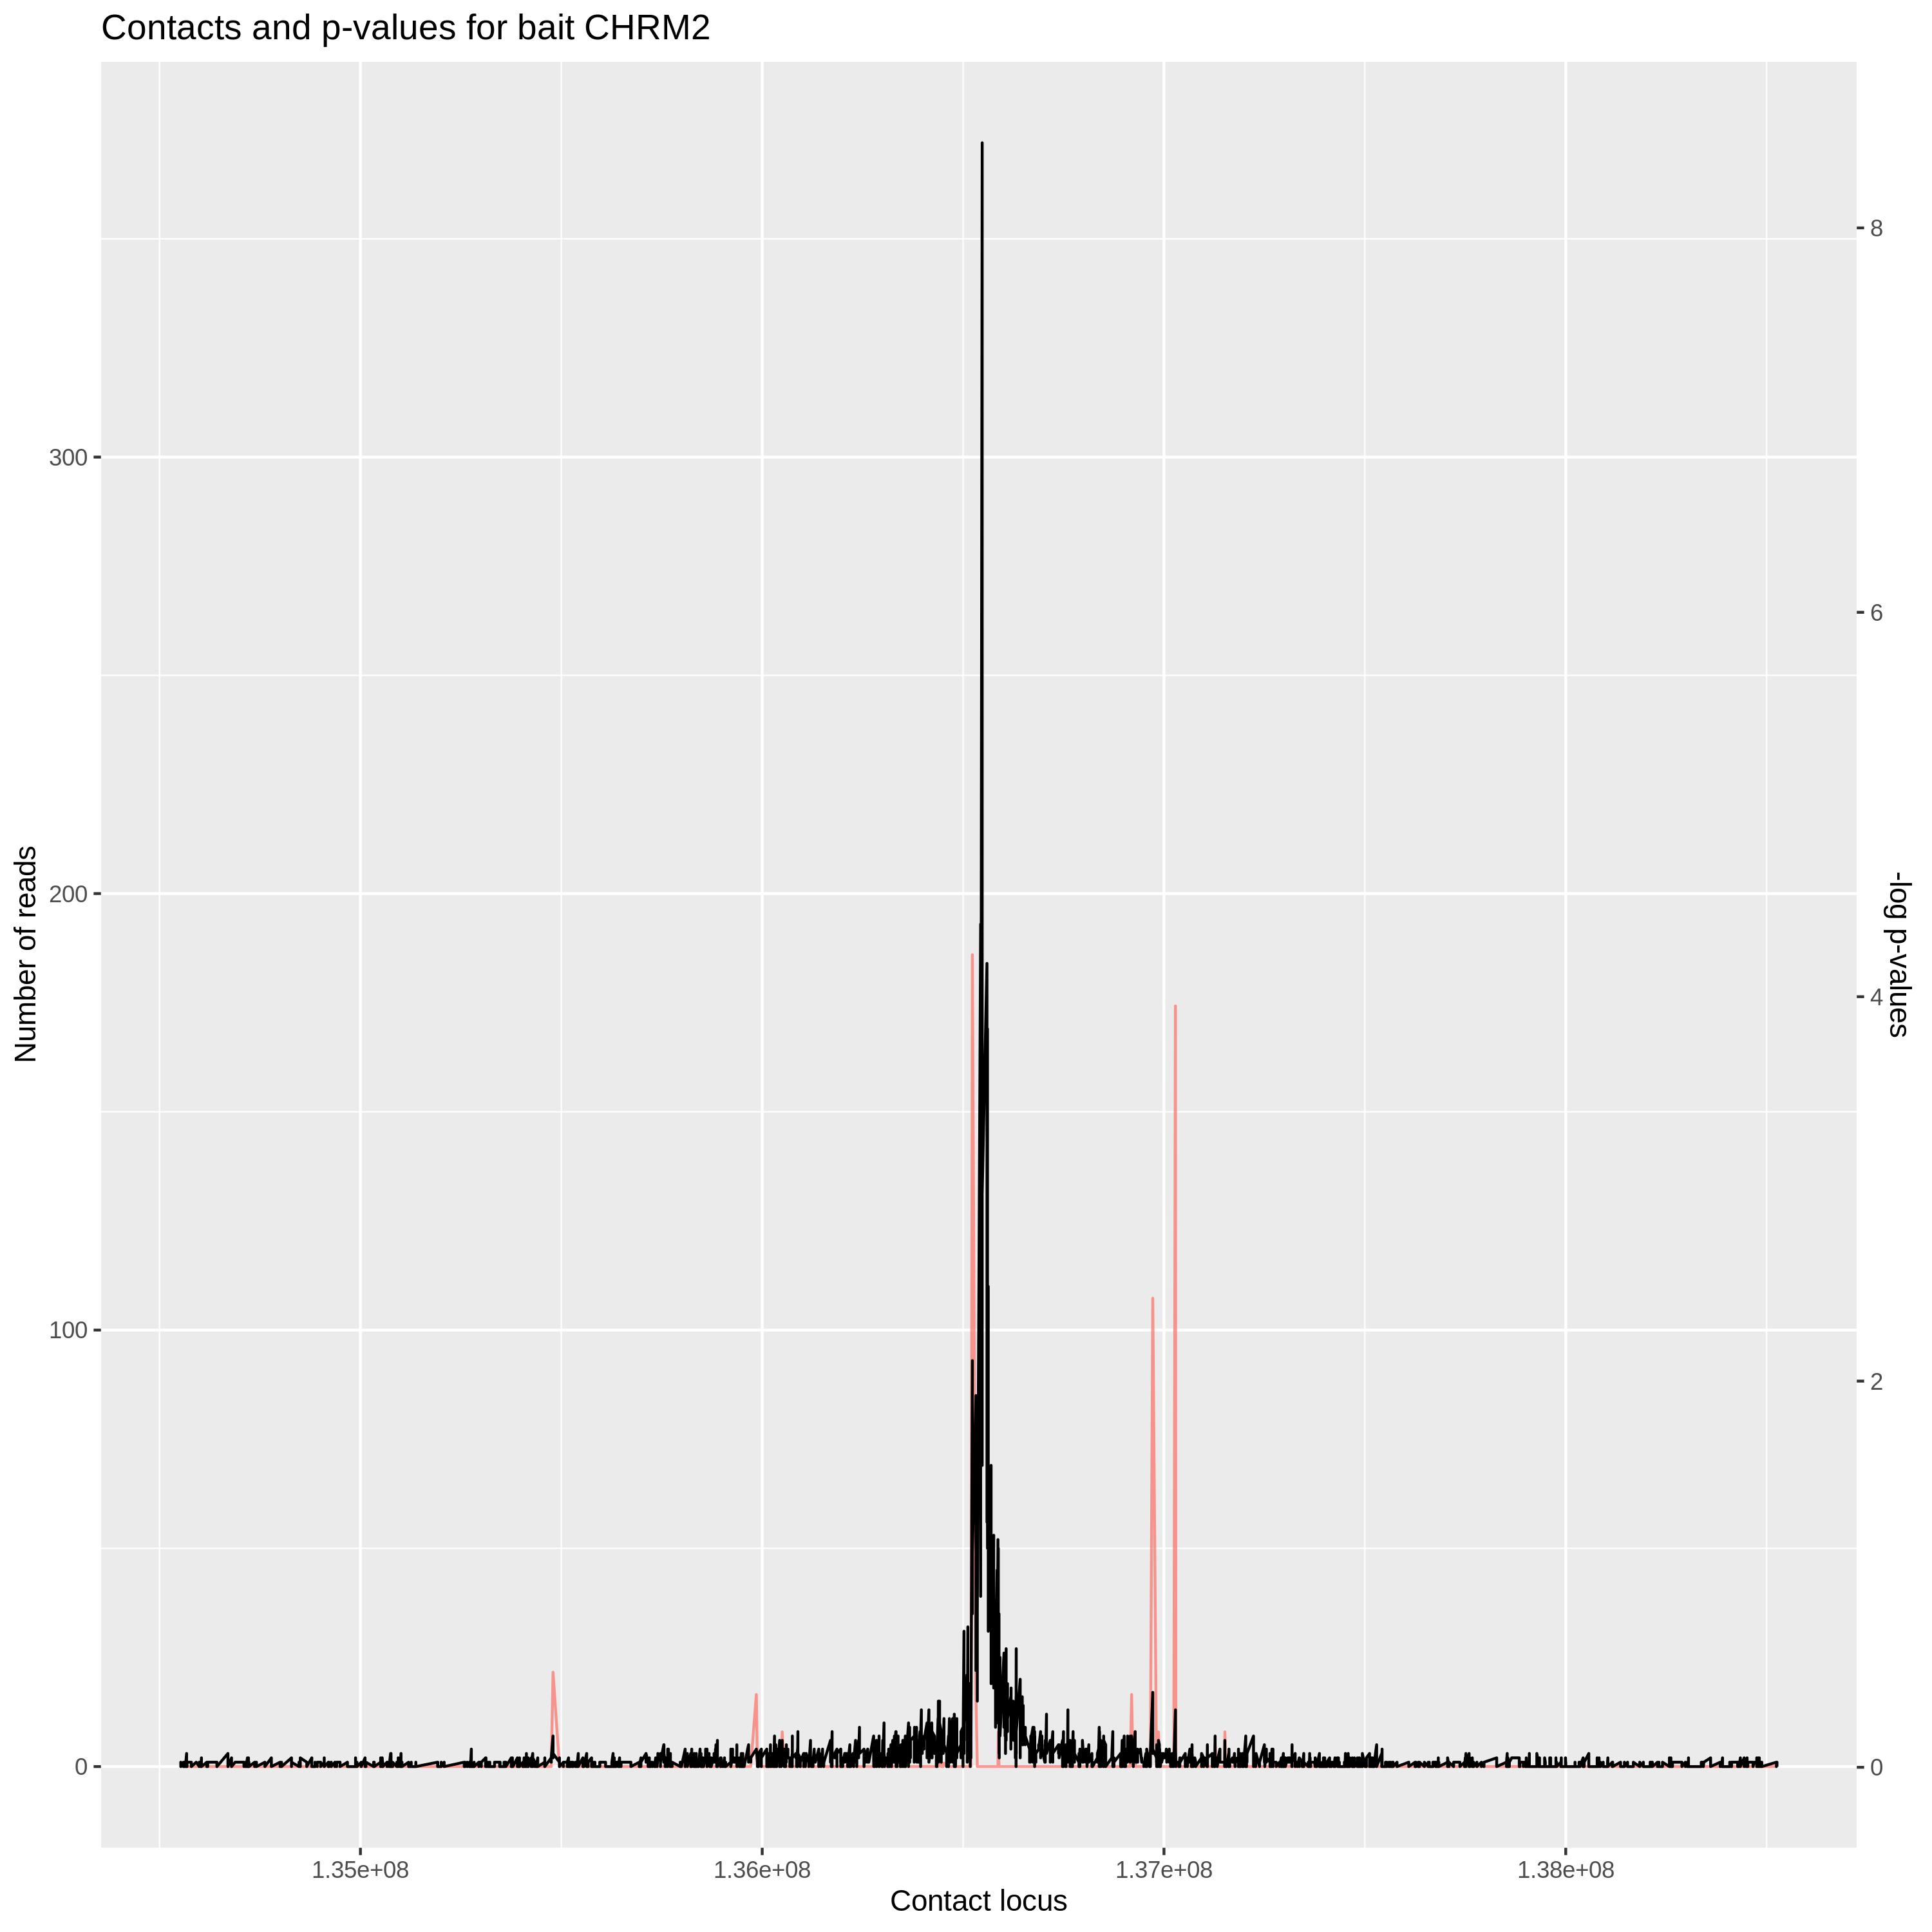 Contacts and p-values for bait CHRM2
Number of reads
300
200
100
0
8
6
4
2
0
-log p-values
1.35e+08
1.36e+08
1.37e+08
1.38e+08
Contact locus